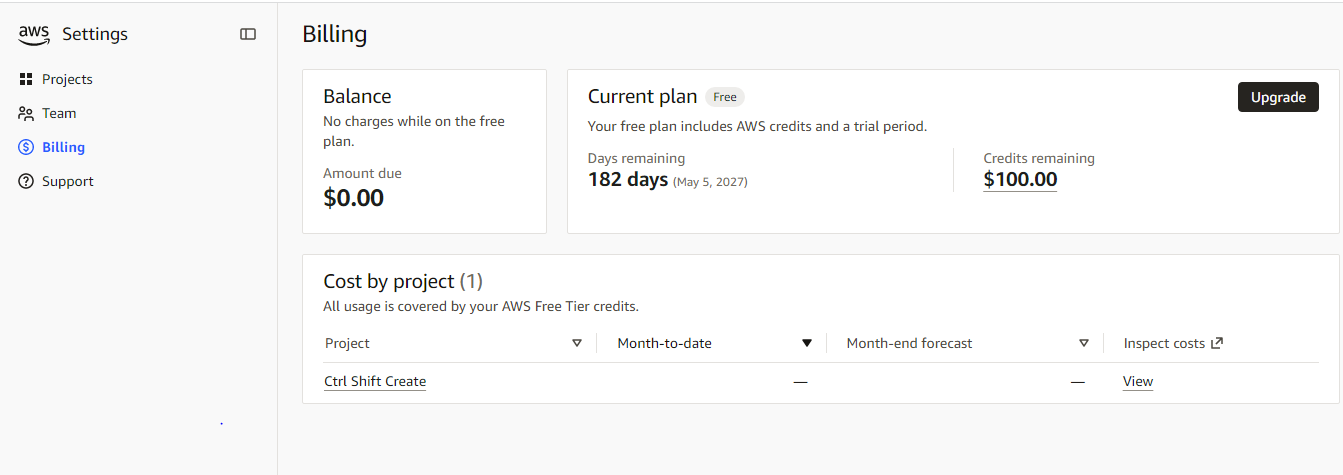 aws Settings
Projects
Team
Billing
Support
Billing
Balance
No charges while on the free
plan.
Amount due
$0.00
Current plan Free
Upgrade
Your free plan includes AWS credits and a trial period.
Days remaining
182 days (May 5, 2027)
Credits remaining
$100.00
Cost by project (1)
All usage is covered by your AWS Free Tier credits.
Project Month-to-date Month-end forecast Inspect costs
Ctrl Shift Create — — View